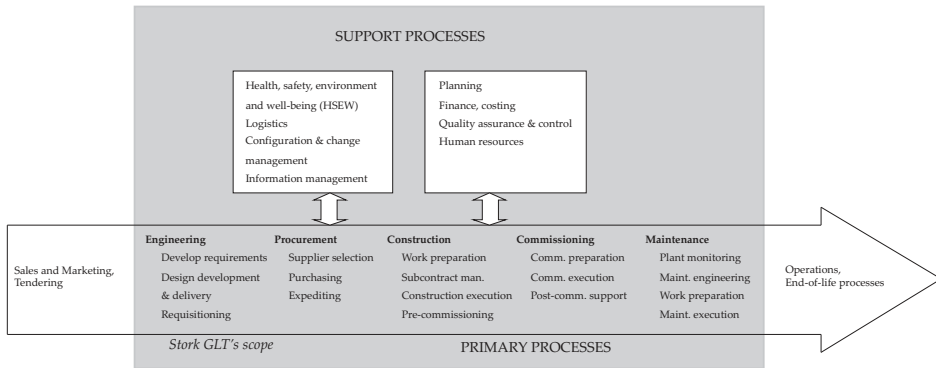 SUPPORT PROCESSES
Health, safety, environment
and well-being (HSEW)
Logistics
Configuration & change
management
Information management
Planning
Finance, costing
Quality assurance & control
Human resources
Sales and Marketing,
Tendering
Engineering
Develop requirements
Design development
& delivery
Requisitioning
Procurement
Supplier selection
Purchasing
Expediting
Construction
Work preparation
Subcontract man.
Construction execution
Pre-commissioning
Commissioning
Comm. preparation
Comm. execution
Post-comm. support
Maintenance
Plant monitoring
Maint. engineering
Work preparation
Maint. execution
Operations,
End-of-life processes
Stork GLT's scope
PRIMARY PROCESSES